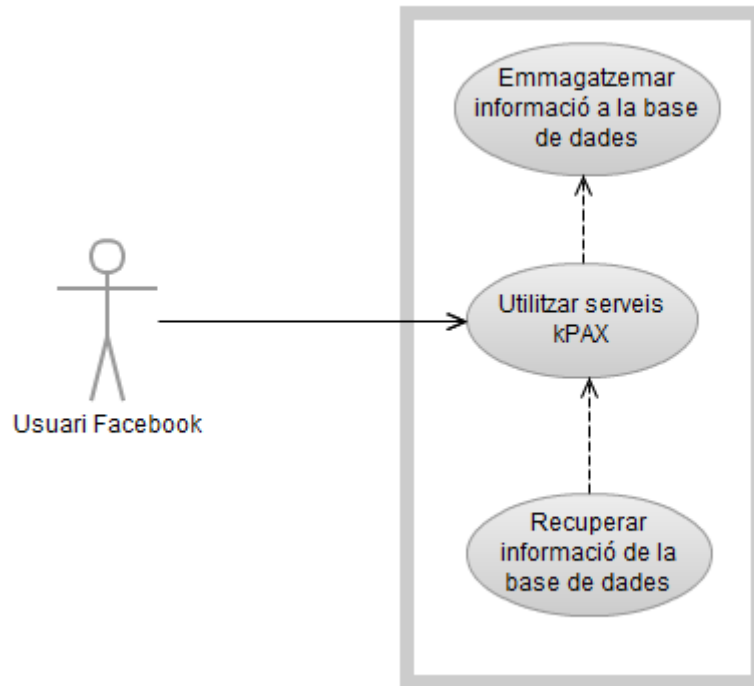 Emmagatzemar
informació a la base
de dades
Utilitzar serveis
kPAX
Usuari Facebook
Recuperar
informació de la
base de dades